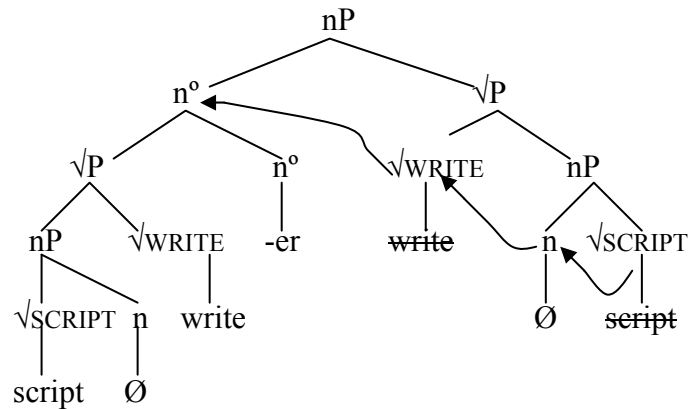 nP
nº √P
√P nº √WRITE nP
nP √WRITE -er write n √SCRIPT
√SCRIPT n write Ø script
script Ø